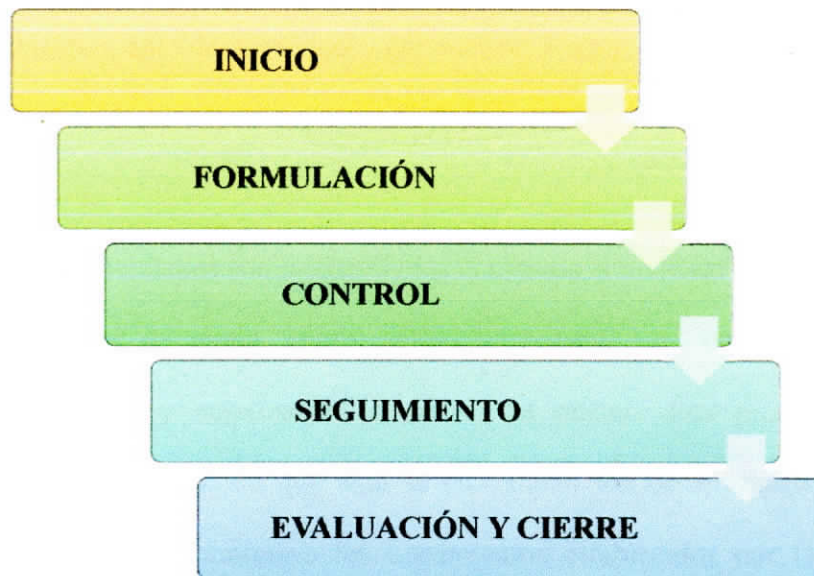 INICIO
FORMULACIÓN
CONTROL
SEGUIMIENTO
EVALUACIÓN Y CIERRE